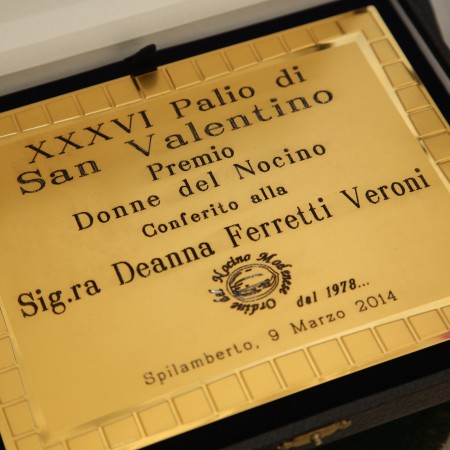 XXXVI Palio di
San Valentino
Premio
Donne del Nocino
Conferito alla
Sig.ra Deanna Ferretti Veroni
Ordine del Nocino Modenese
dal 1978...
Spilamberto, 9 Marzo 2014